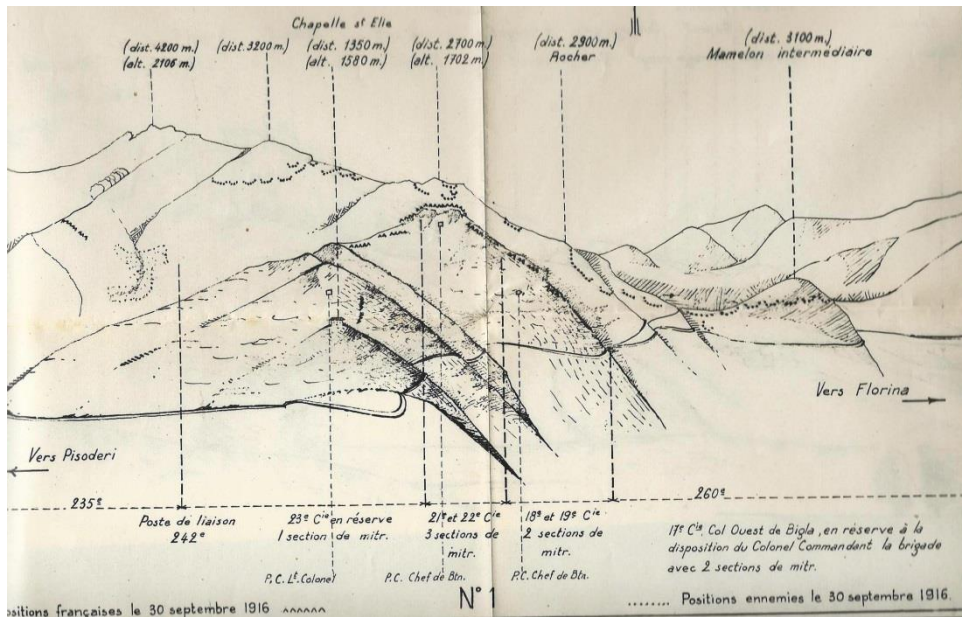 Chapelle st Elie
(dist. 4200 m.)
(alt. 2106 m.)
(dist. 3200 m.)
(dist. 1350 m.)
(alt. 1580 m.)
(dist. 2700 m.)
(alt. 1702 m.)
(dist. 2900 m.)
Rocher
(dist. 3100 m.)
Mamelon intermédiaire
Vers Florina
Vers Pisoderi
235e
260e
Poste de liaison
242e
23e Cie en réserve
1 section de mitr.
21e et 22e Cie
3 sections de
mitr.
18e et 19e Cie
2 sections de
mitr.
17e Cie Col Ouest de Bigla, en réserve à la
disposition du Colonel Commandant la brigade
avec 2 sections de mitr.
P.C. Lt. Colonel
P.C. Chef de Btn.
P.C. Chef de Btn.
ositions françaises le 30 septembre 1916
N° 1
Positions ennemies le 30 septembre 1916.